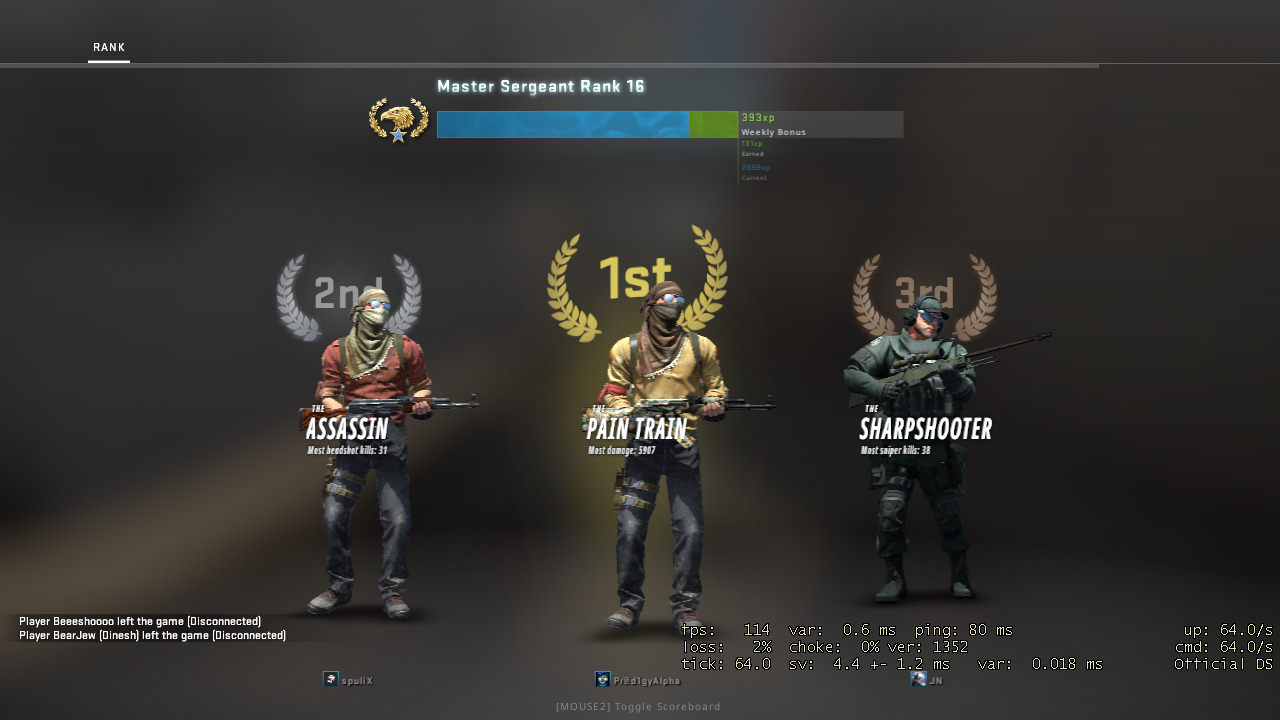 RANK
Master Sergeant Rank 16
393xp
Weekly Bonus
131xp
Earned
Current
2nd
1st
3rd
THE
ASSASSIN
Most headshot kills: 31
THE
PAIN TRAIN
Most damage: 5907
THE
SHARPSHOOTER
Most sniper kills: 38
Player Beeeshoooo left the game (Disconnected)
Player BearJew (Dinesh) left the game (Disconnected)
fps: 114 var: 0.6 ms ping: 80 ms up: 64.0/s
loss: 2% choke: 0% ver: 1352 cmd: 64.0/s
tick: 64.0 sv: 4.4 +- 1.2 ms var: 0.018 ms Official DS
spuliX
Pr@d1gyAlpha
JN
[MOUSE2] Toggle Scoreboard